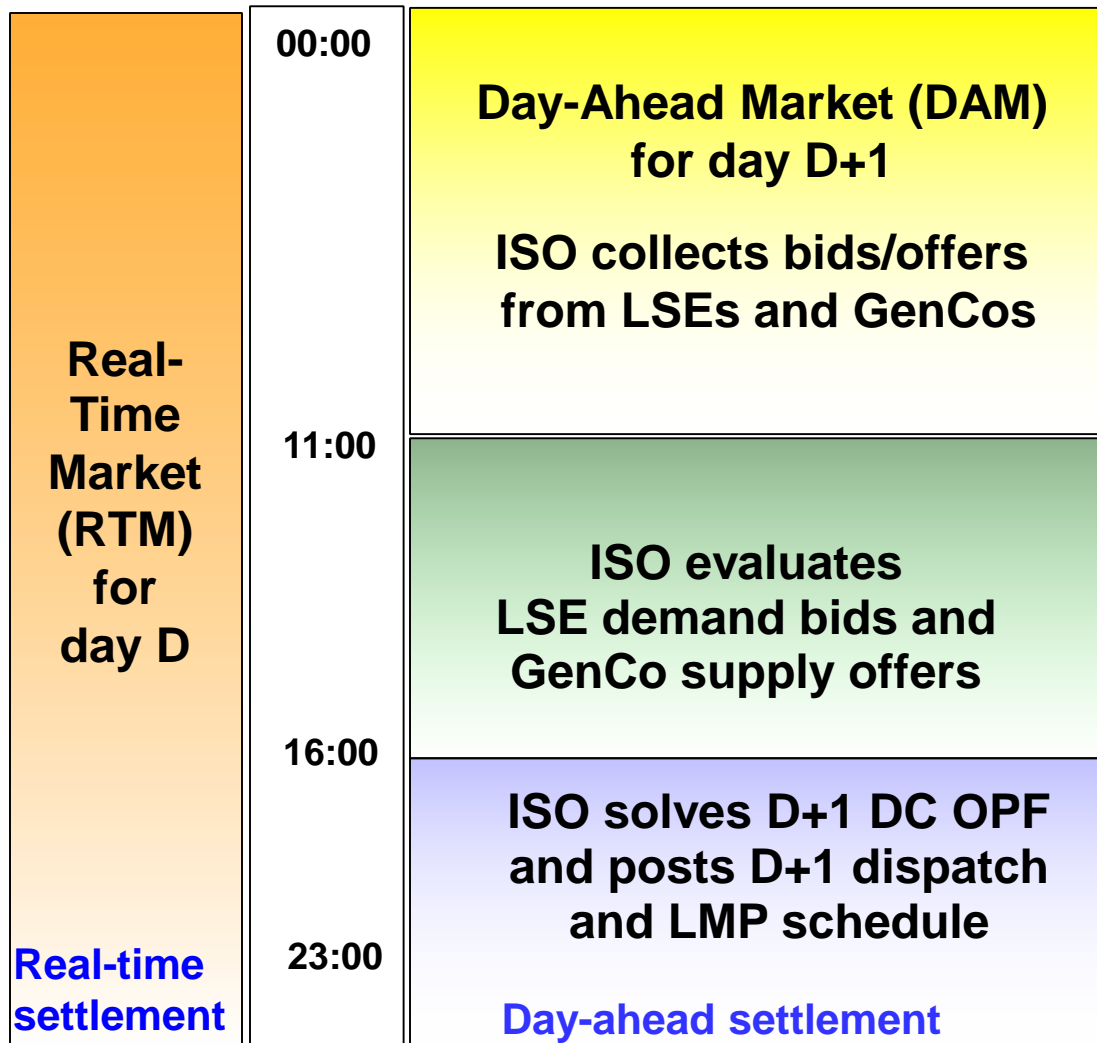 Real-
Time
Market
(RTM)
for
day D
Real-time
settlement
00:00
11:00
16:00
23:00
Day-Ahead Market (DAM)
for day D+1
ISO collects bids/offers
from LSEs and GenCos
ISO evaluates
LSE demand bids and
GenCo supply offers
ISO solves D+1 DC OPF
and posts D+1 dispatch
and LMP schedule
Day-ahead settlement